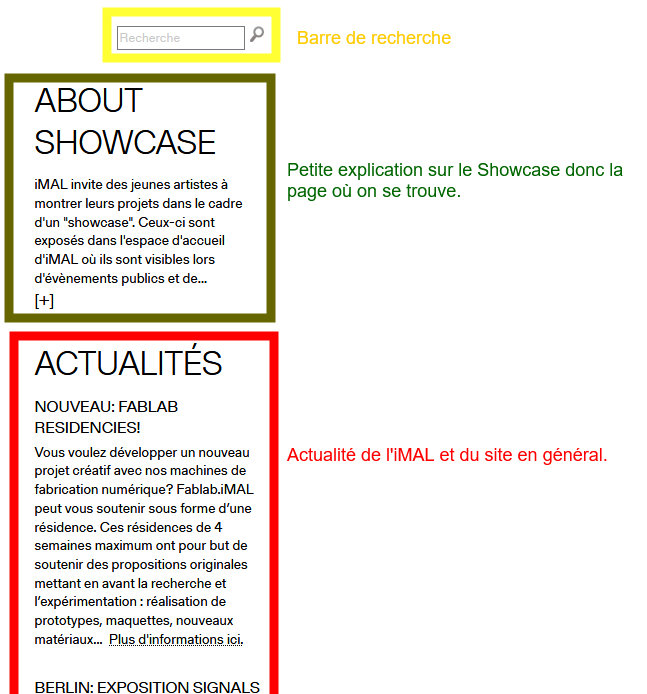 Recherche
Barre de recherche
ABOUT
SHOWCASE
iMAL invite des jeunes artistes à
montrer leurs projets dans le cadre
d'un "showcase". Ceux-ci sont
exposés dans l'espace d'accueil
d'iMAL où ils sont visibles lors
d'évènements publics et de...
[+]
Petite explication sur le Showcase donc la
page où on se trouve.
ACTUALITÉS
NOUVEAU: FABLAB
RESIDENCIES!
Vous voulez développer un nouveau
projet créatif avec nos machines de
fabrication numérique? Fablab.iMAL
peut vous soutenir sous forme d’une
résidence. Ces résidences de 4
semaines maximum ont pour but de
soutenir des propositions originales
mettant en avant la recherche et
l’expérimentation : réalisation de
prototypes, maquettes, nouveaux
matériaux... Plus d'informations ici.
Actualité de l'iMAL et du site en général.
BERLIN: EXPOSITION SIGNALS